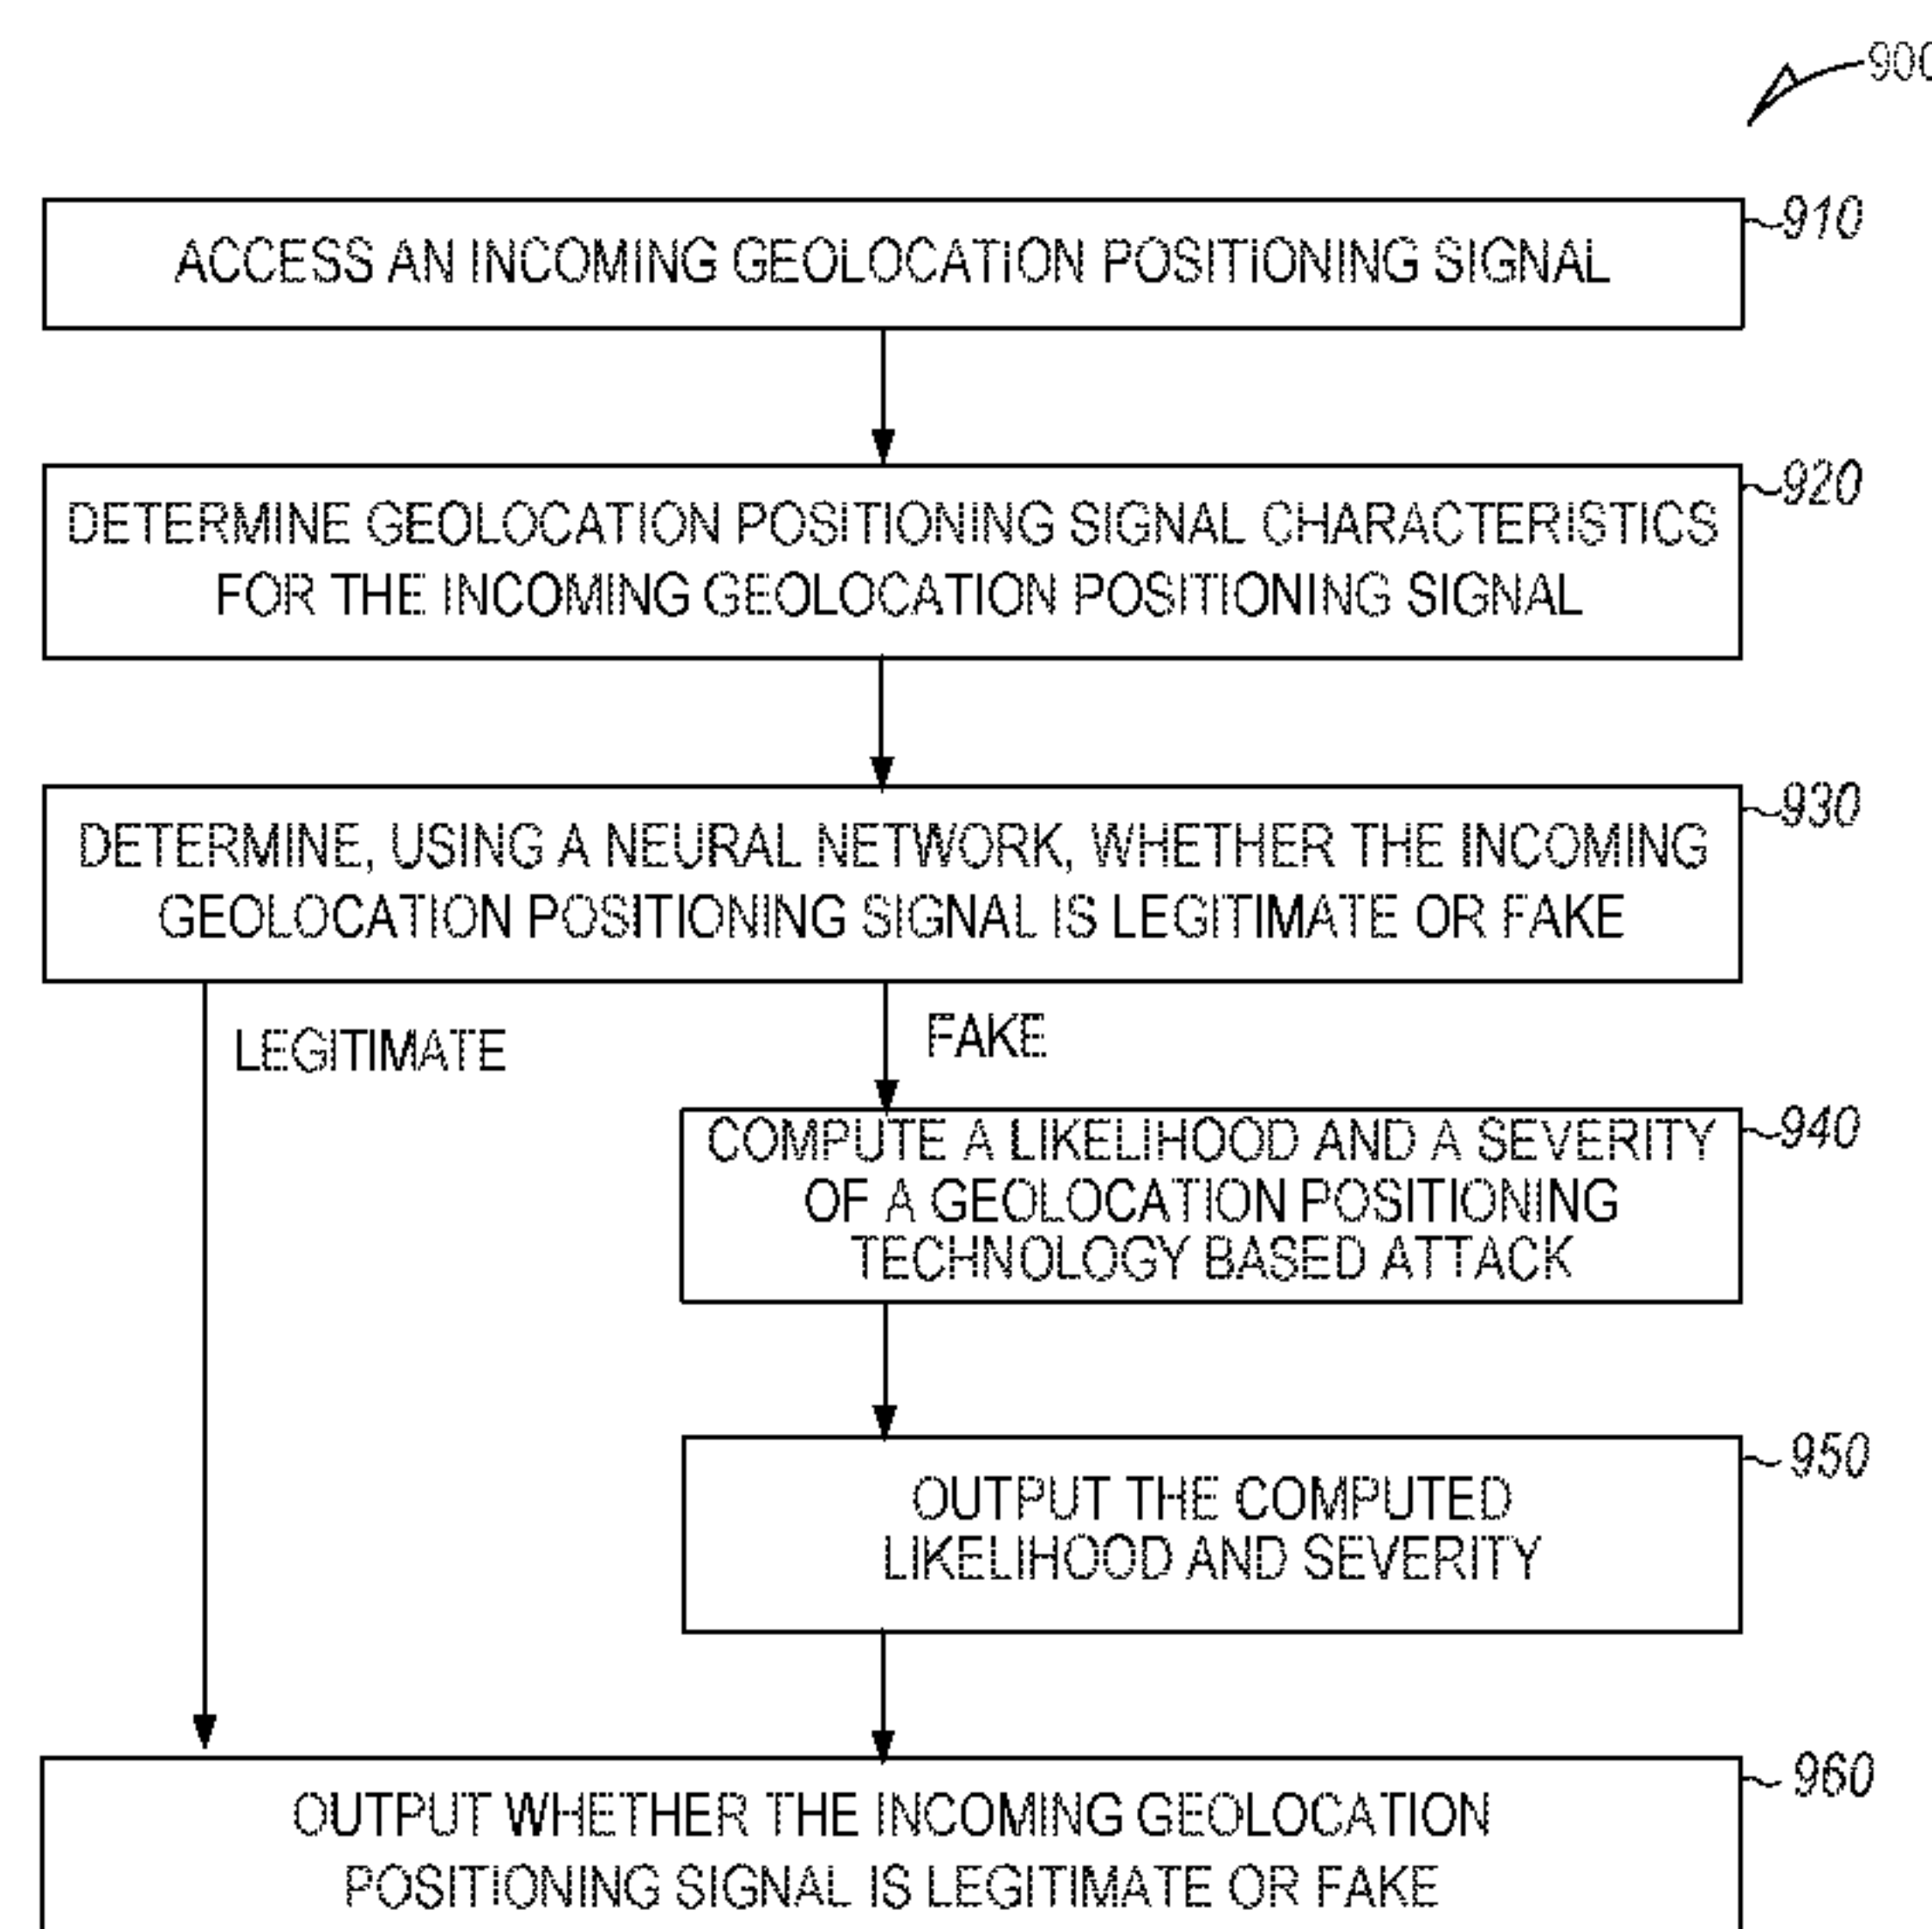 900
ACCESS AN INCOMING GEOLOCATION POSITIONING SIGNAL
910
DETERMINE GEOLOCATION POSITIONING SIGNAL CHARACTERISTICS
FOR THE INCOMING GEOLOCATION POSITIONING SIGNAL
920
DETERMINE, USING A NEURAL NETWORK, WHETHER THE INCOMING
GEOLOCATION POSITIONING SIGNAL IS LEGITIMATE OR FAKE
930
LEGITIMATE
FAKE
COMPUTE A LIKELIHOOD AND A SEVERITY
OF A GEOLOCATION POSITIONING
TECHNOLOGY BASED ATTACK
940
OUTPUT THE COMPUTED
LIKELIHOOD AND SEVERITY
950
OUTPUT WHETHER THE INCOMING GEOLOCATION
POSITIONING SIGNAL IS LEGITIMATE OR FAKE
960